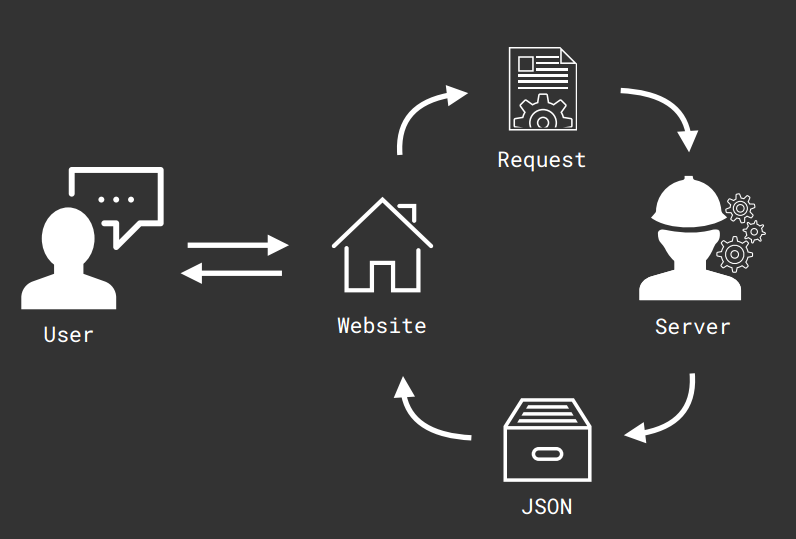 Request
User
Website
Server
JSON